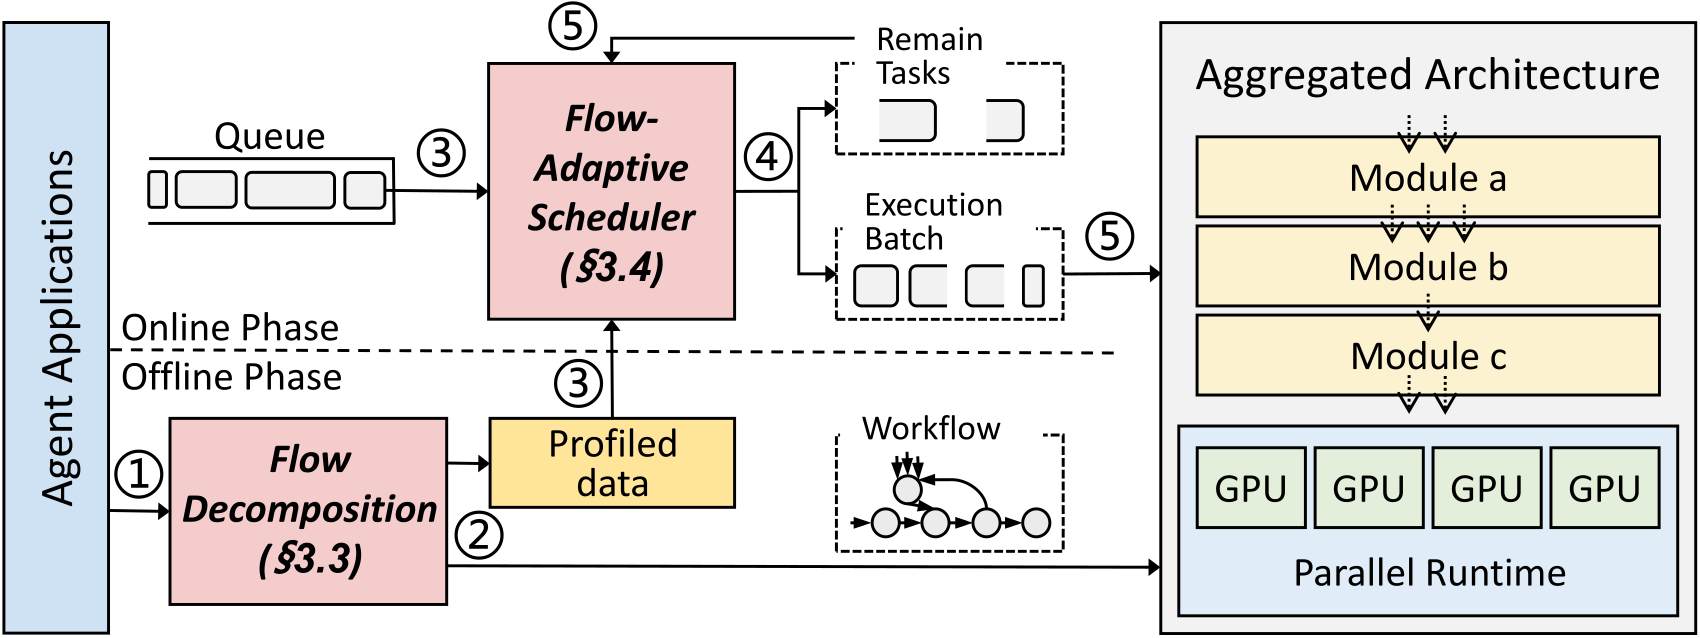 Agent Applications
Queue
③
Flow-
Adaptive
Scheduler
(§3.4)
⑤
④
Remain
Tasks
Execution
Batch
⑤
Online Phase
Offline Phase
①
Flow
Decomposition
(§3.3)
②
③
Profiled
data
Workflow
Aggregated Architecture
Module a
Module b
Module c
GPU GPU GPU GPU
Parallel Runtime